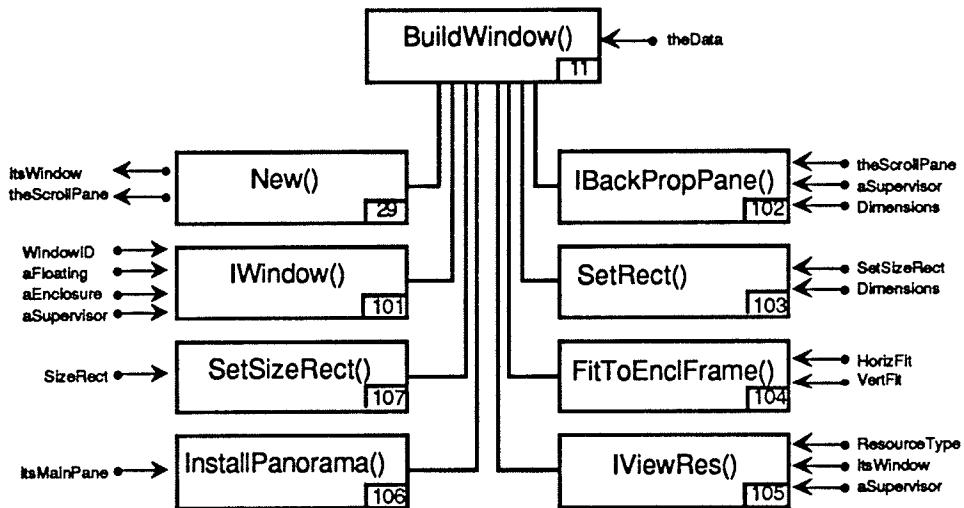 BuildWindow()
11
theData
ItsWindow
theScrollPane
New()
29
IBackPropPane()
102
theScrollPane
aSupervisor
Dimensions
WindowID
aFloating
aEnclosure
aSupervisor
IWindow()
101
SetRect()
103
SetSizeRect
Dimensions
SizeRect
SetSizeRect()
107
FitToEnclFrame()
104
HorizFit
VertFit
ItsMainPane
InstallPanorama()
106
IViewRes()
105
ResourceType
ItsWindow
aSupervisor